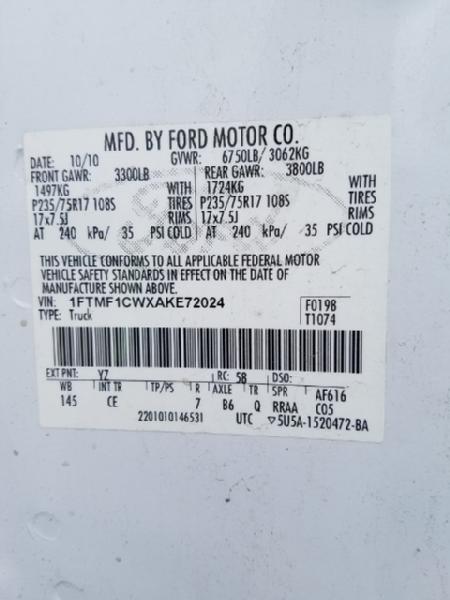 MFD. BY FORD MOTOR CO.
DATE: 10/10 GVWR: 6750LB/ 3062KG
FRONT GAWR: 3300LB REAR GAWR: 3800LB
1497KG WITH 1724KG WITH
P235/75R17 108S TIRES P235/75R17 108S TIRES
17x7.5J RIMS 17x7.5J RIMS
AT 240 kPa/ 35 PSI COLD AT 240 kPa/ 35 PSI COLD
THIS VEHICLE CONFORMS TO ALL APPLICABLE FEDERAL MOTOR
VEHICLE SAFETY STANDARDS IN EFFECT ON THE DATE OF
MANUFACTURE SHOWN ABOVE.
VIN: 1FTMF1CWXAKE72024 F0198
TYPE: Truck T1074
EXT PNT: YZ RC: 58 DSO:
WB INT TR TP/PS R AXLE TR SPR AF616
145 CE 7 B6 Q RRAA C05
2201010146531 UTC ▽5U5A-1520472-BA